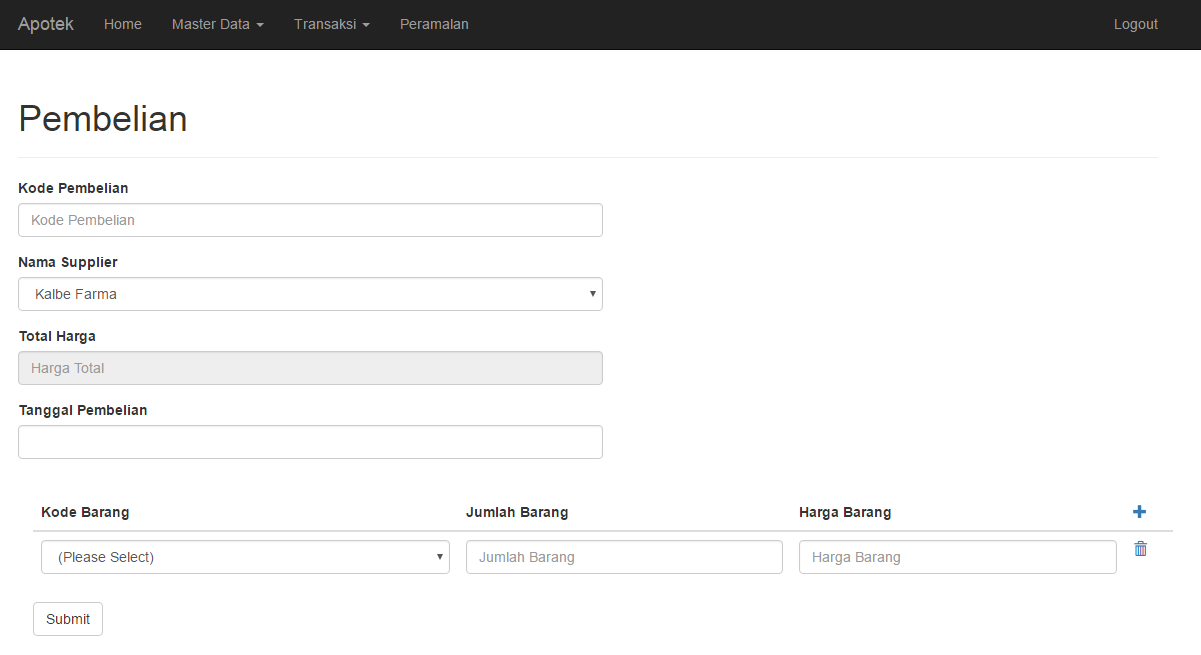 Apotek Home Master Data Transaksi Peramalan Logout
Pembelian
Kode Pembelian
Kode Pembelian
Nama Supplier
Kalbe Farma
Total Harga
Harga Total
Tanggal Pembelian
Kode Barang Jumlah Barang Harga Barang
(Please Select) Jumlah Barang Harga Barang
Submit